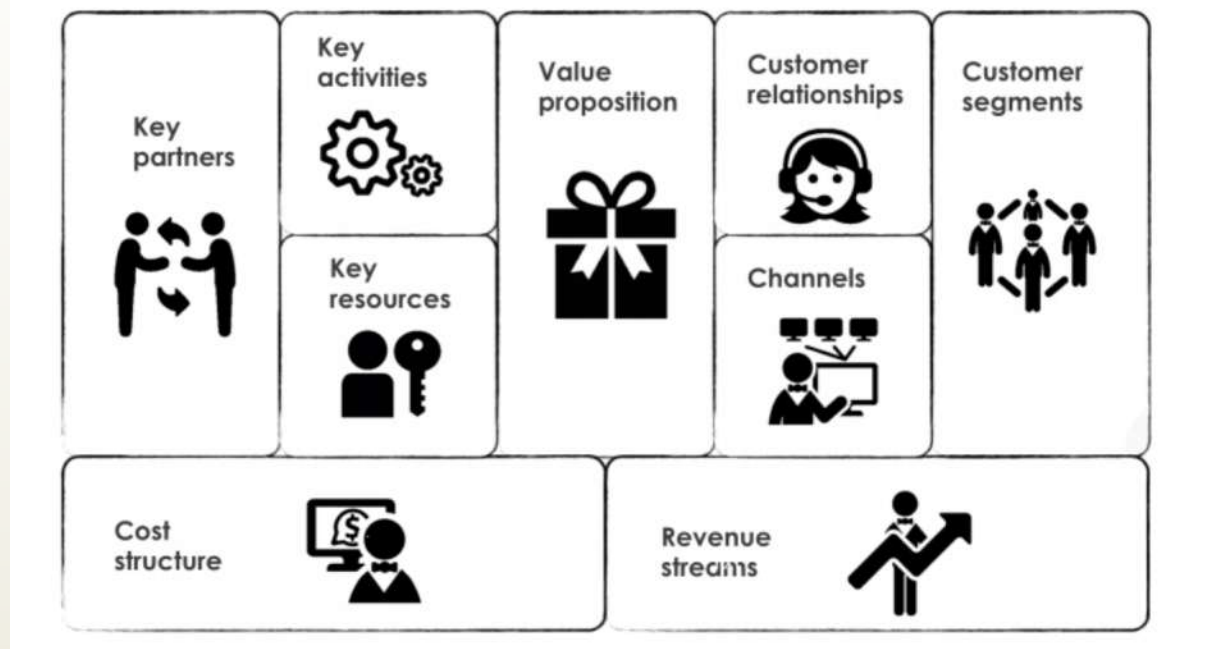 Key
partners
Key
activities
Key
resources
Value
proposition
Customer
relationships
Channels
Customer
segments
$
Cost
structure
Revenue
streams